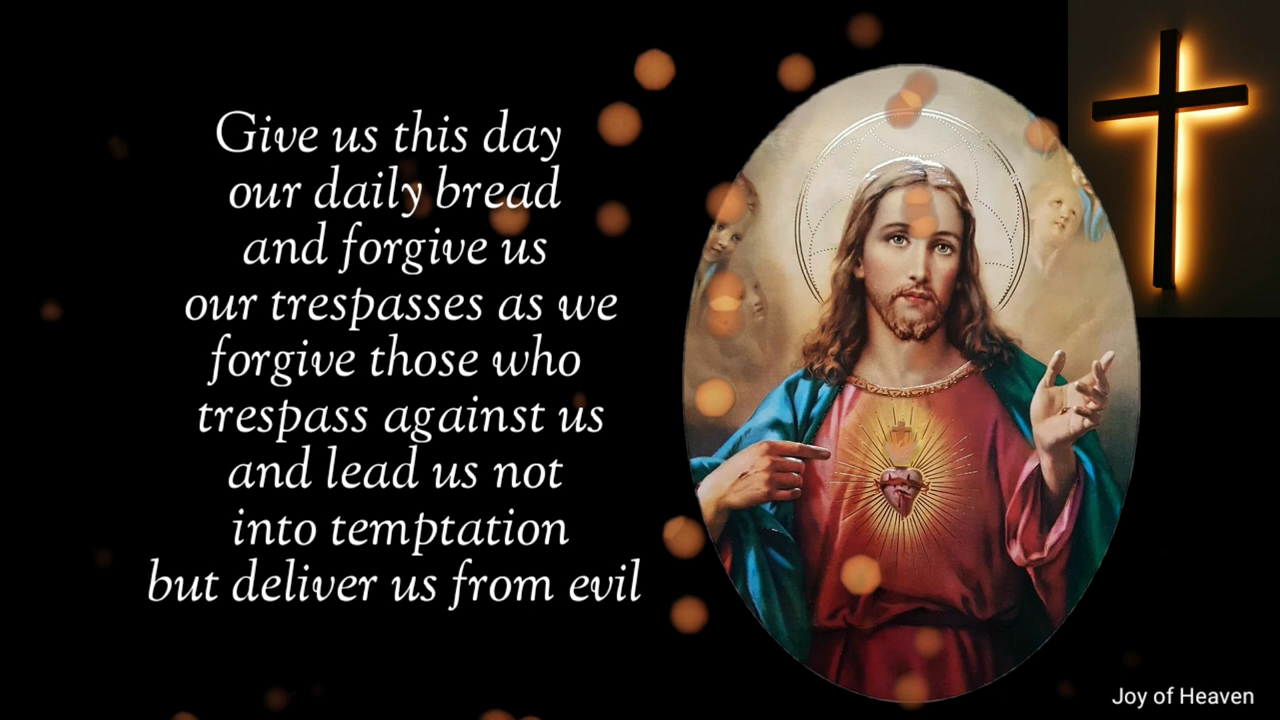 Give us this day
our daily bread
and forgive us
our trespasses as we
forgive those who
trespass against us
and lead us not
into temptation
but deliver us from evil
Joy of Heaven